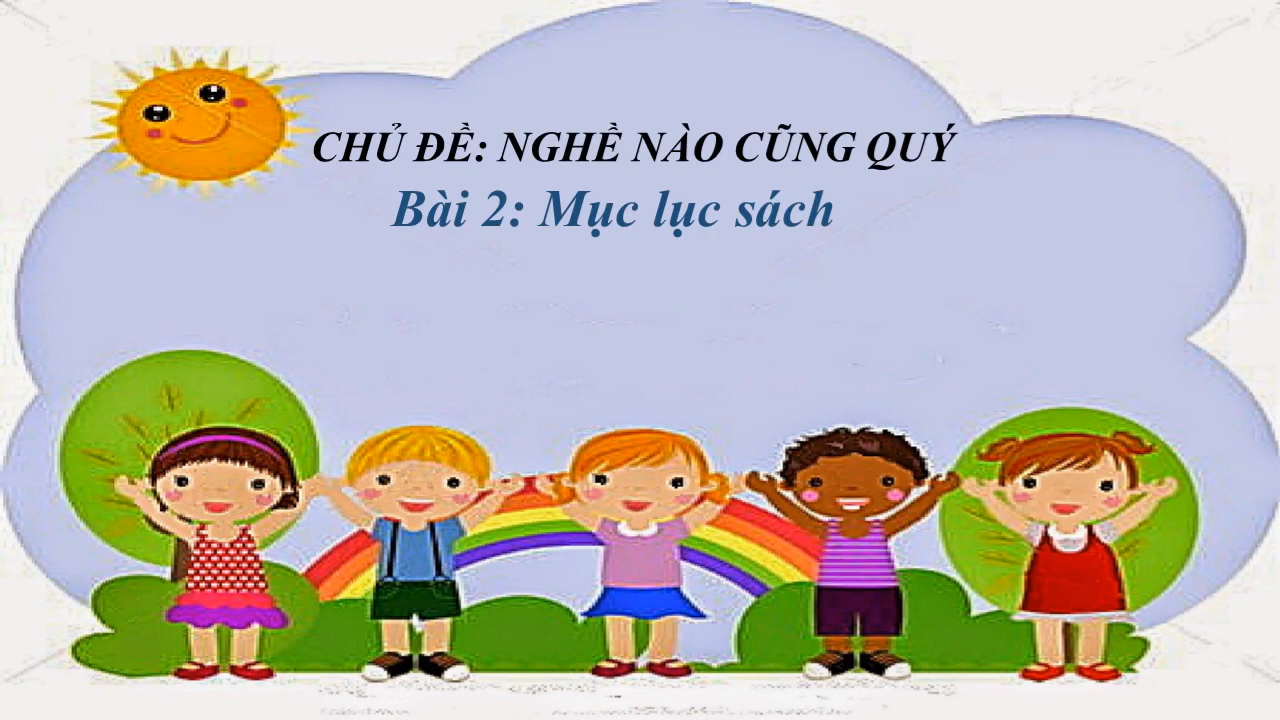 CHỦ ĐỀ: NGHỀ NÀO CŨNG QUÝ
Bài 2: Mục lục sách